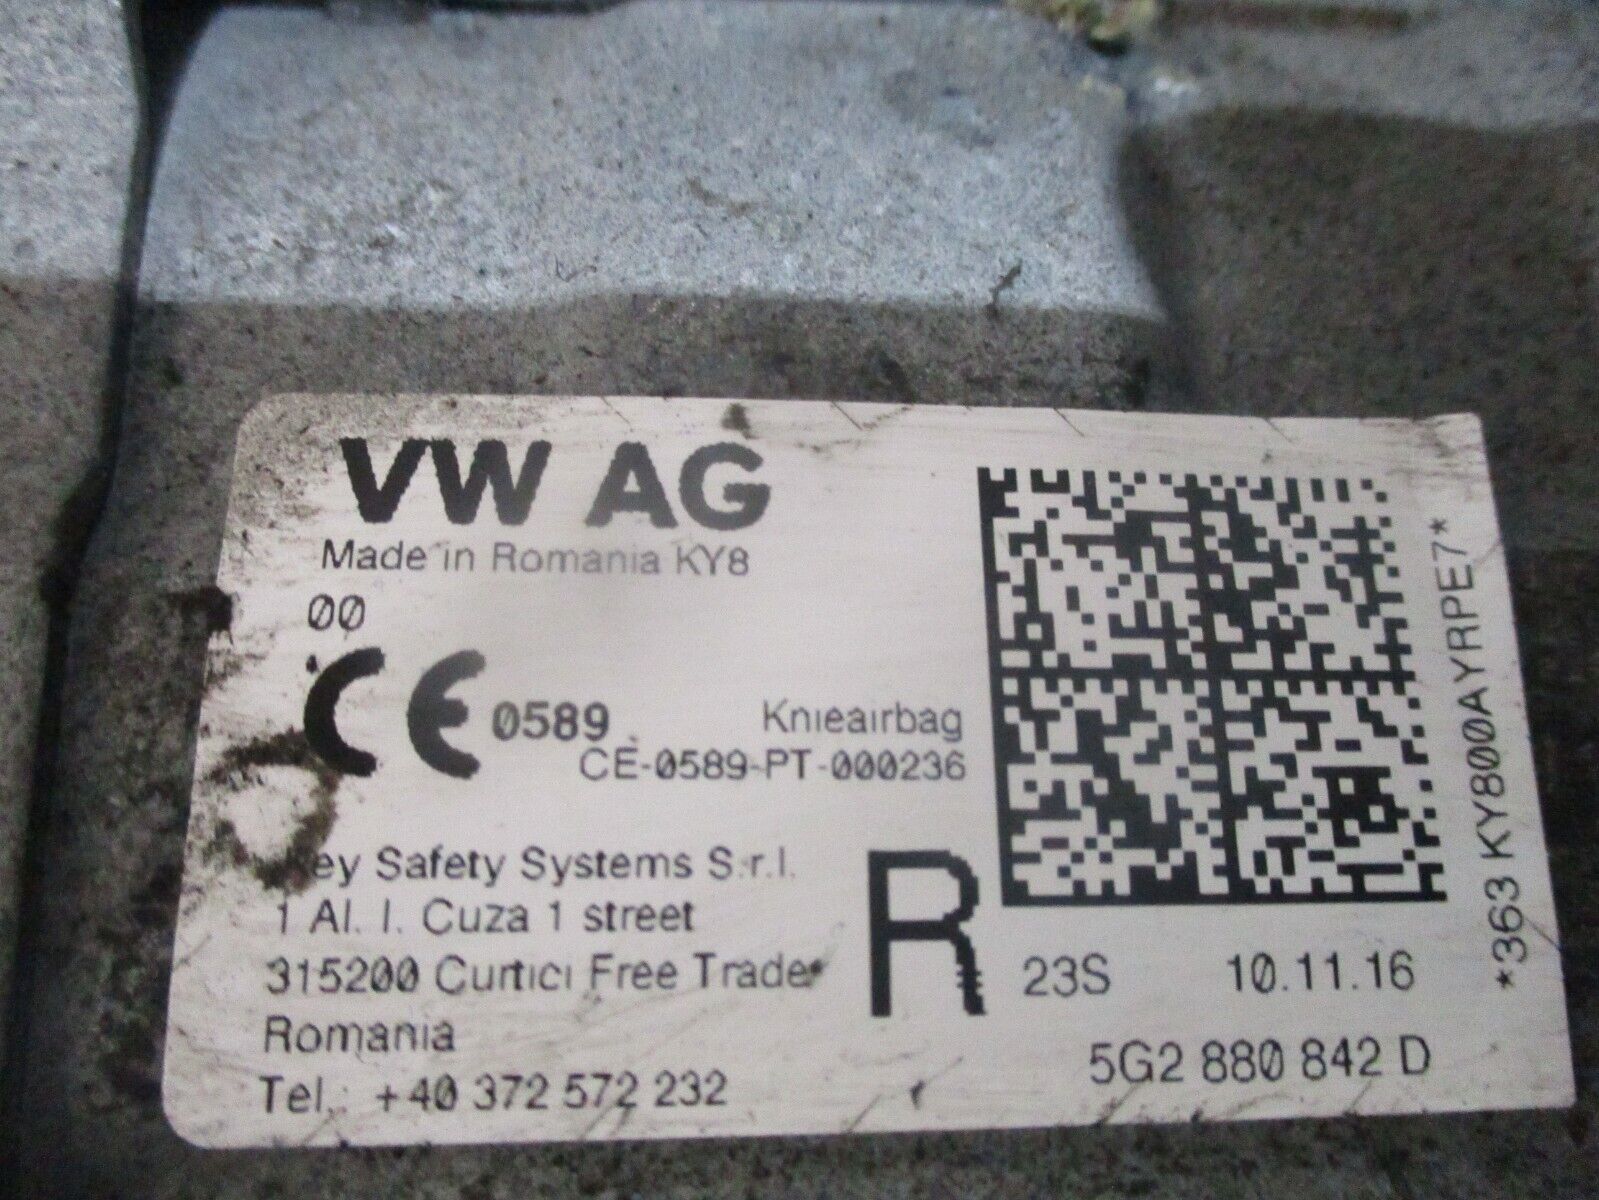 VW AG
Made in Romania KY8
00
CE 0589 Knieairbag
CE-0589-PT-000236
Safety Systems S.r.l.
1 Al. I. Cuza 1 street
315200 Curtici Free Trade
Romania
Tel.: +40 372 572 232
R
23S 10.11.16
5G2 880 842 D
*363 KY800AYRPE7*